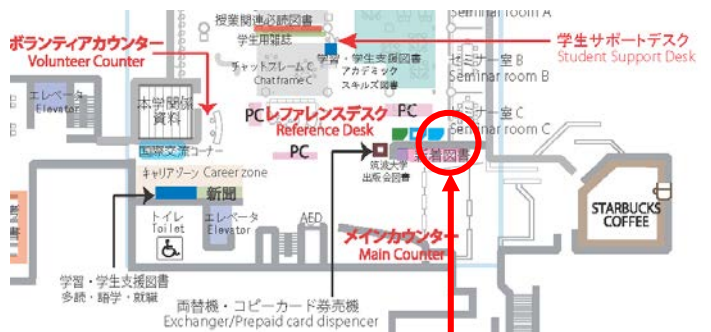 授業関連必読図書
学生用雑誌
Seminar room A
ボランティアカウンター
Volunteer Counter
学生サポートデスク
Student Support Desk
学習・学生支援図書
アカデミック
スキルズ図書
チャットフレームC
Chatframe C
セミナー室 B
Seminar room B
エレベータ
Elevator
本学関係
資料
PC
レファレンスデスク
Reference Desk
PC
セミナー室 C
Seminar room C
国際交流コーナー
PC
筑波大学
出版会図書
新着図書
キャリアゾーン Career zone
新聞
STARBUCKS
COFFEE
トイレ
Toilet
エレベータ
Elevator
AED
メインカウンター
Main Counter
学習・学生支援図書
多読・語学・就職
両替機・コピーカード券売機
Exchanger/Prepaid card dispencer